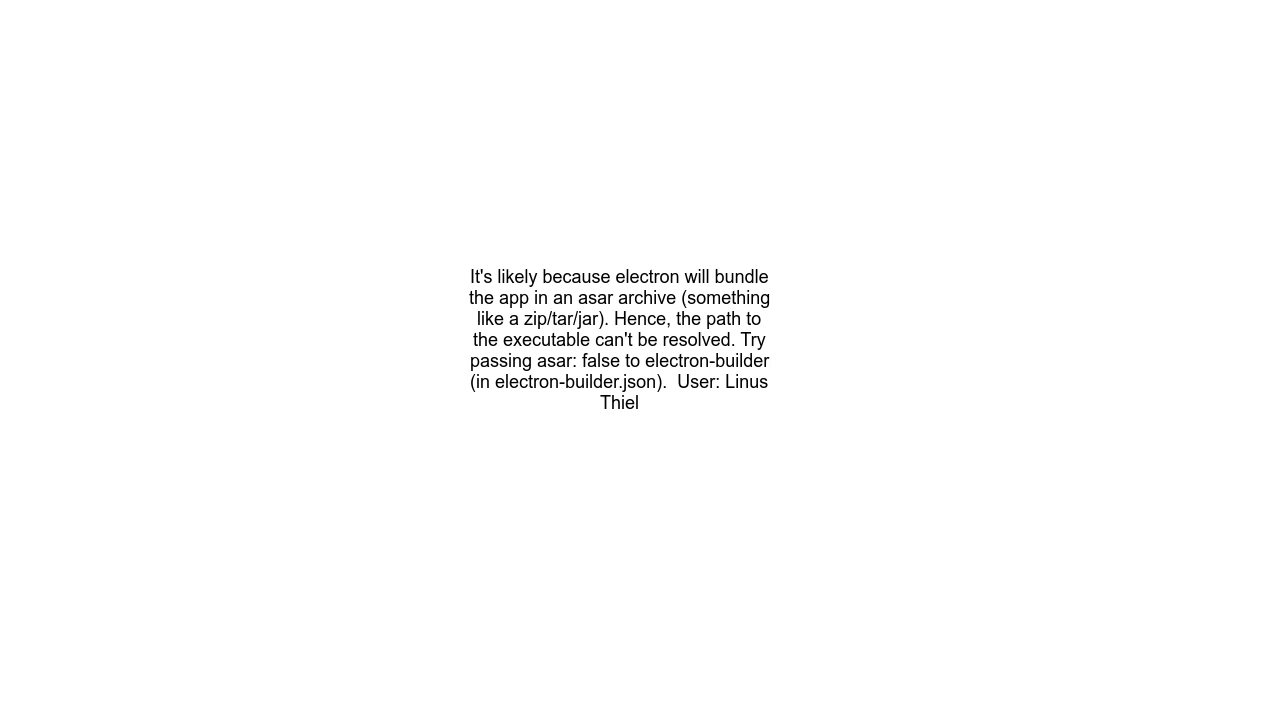 It's likely because electron will bundle
the app in an asar archive (something
like a zip/tar/jar). Hence, the path to
the executable can't be resolved. Try
passing asar: false to electron-builder
(in electron-builder.json).  User: Linus
Thiel